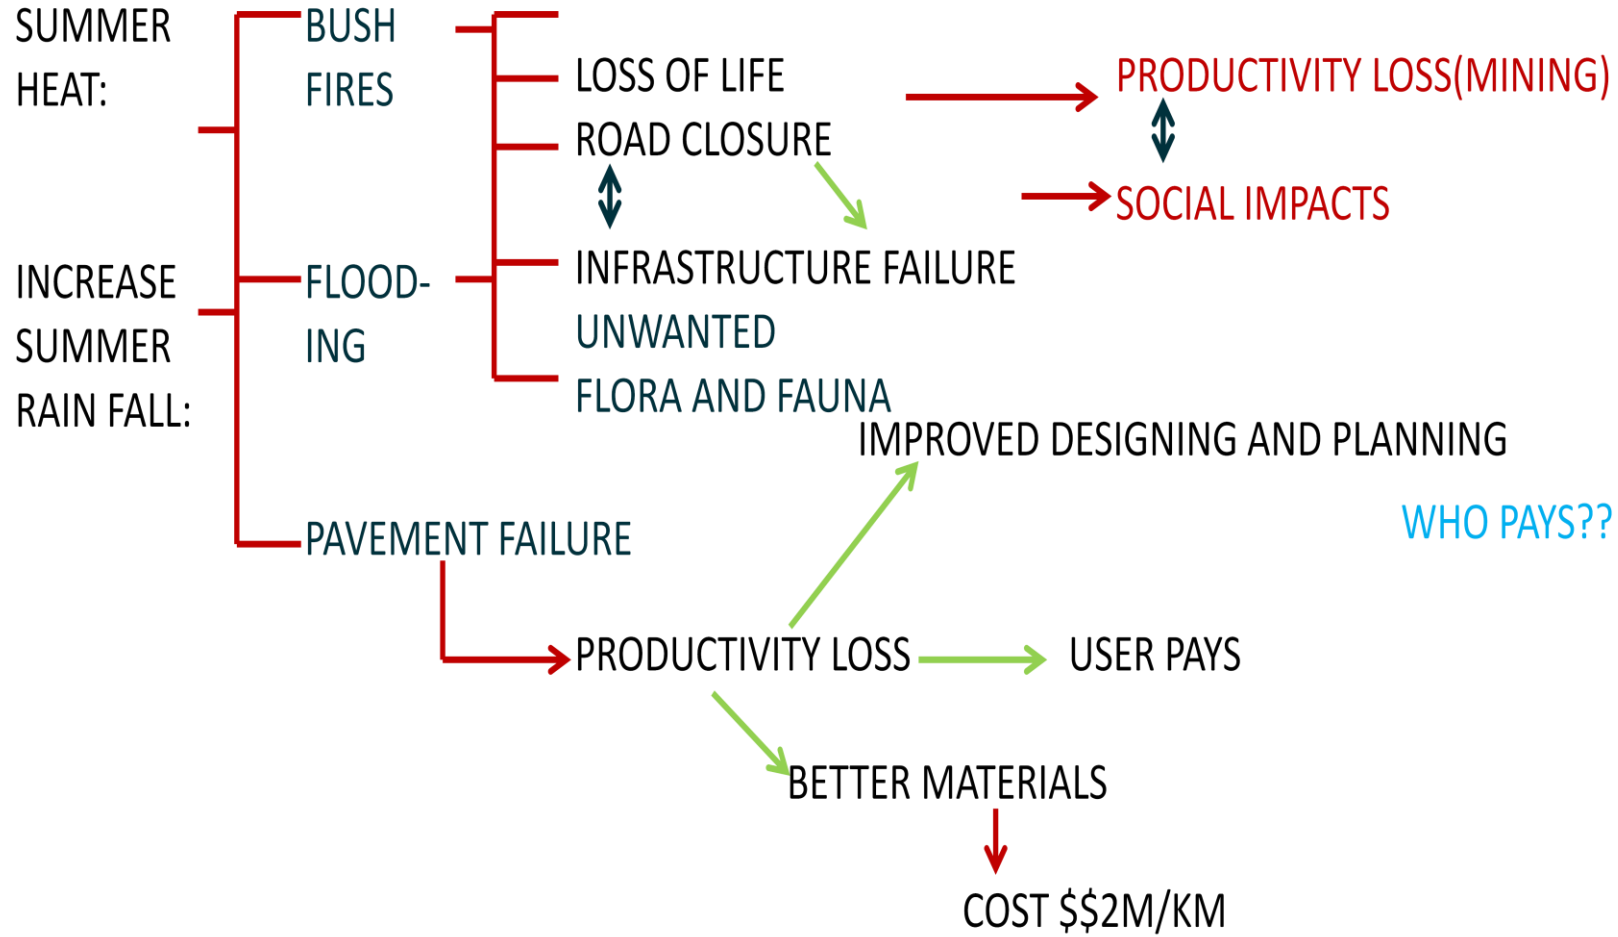 SUMMER
HEAT:
INCREASE
SUMMER
RAIN FALL:
BUSH
FIRES
FLOOD-
ING
PAVEMENT FAILURE
LOSS OF LIFE
ROAD CLOSURE
INFRASTRUCTURE FAILURE
UNWANTED
FLORA AND FAUNA
PRODUCTIVITY LOSS(MINING)
SOCIAL IMPACTS
IMPROVED DESIGNING AND PLANNING
WHO PAYS??
PRODUCTIVITY LOSS
USER PAYS
BETTER MATERIALS
COST $$2M/KM